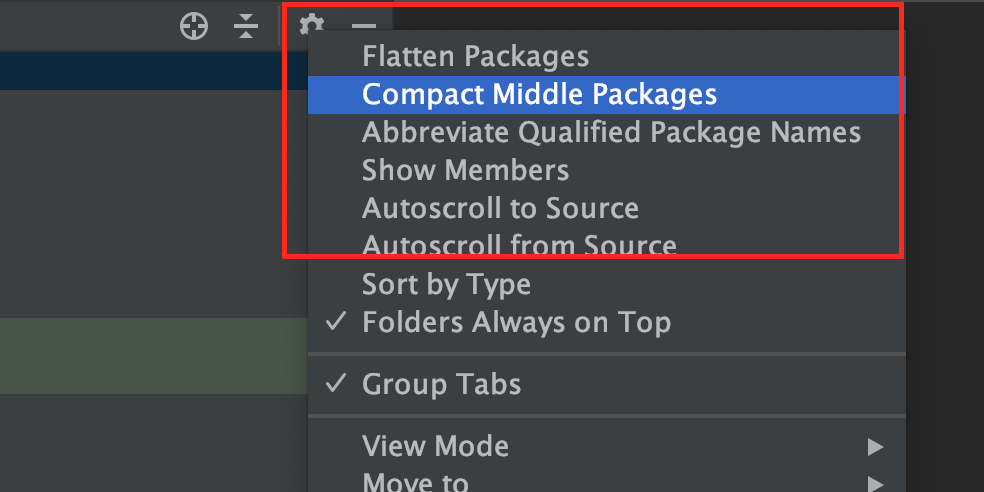 Flatten Packages
Compact Middle Packages
Abbreviate Qualified Package Names
Show Members
Autoscroll to Source
Autoscroll from Source
Sort by Type
Folders Always on Top
Group Tabs
View Mode
Move to